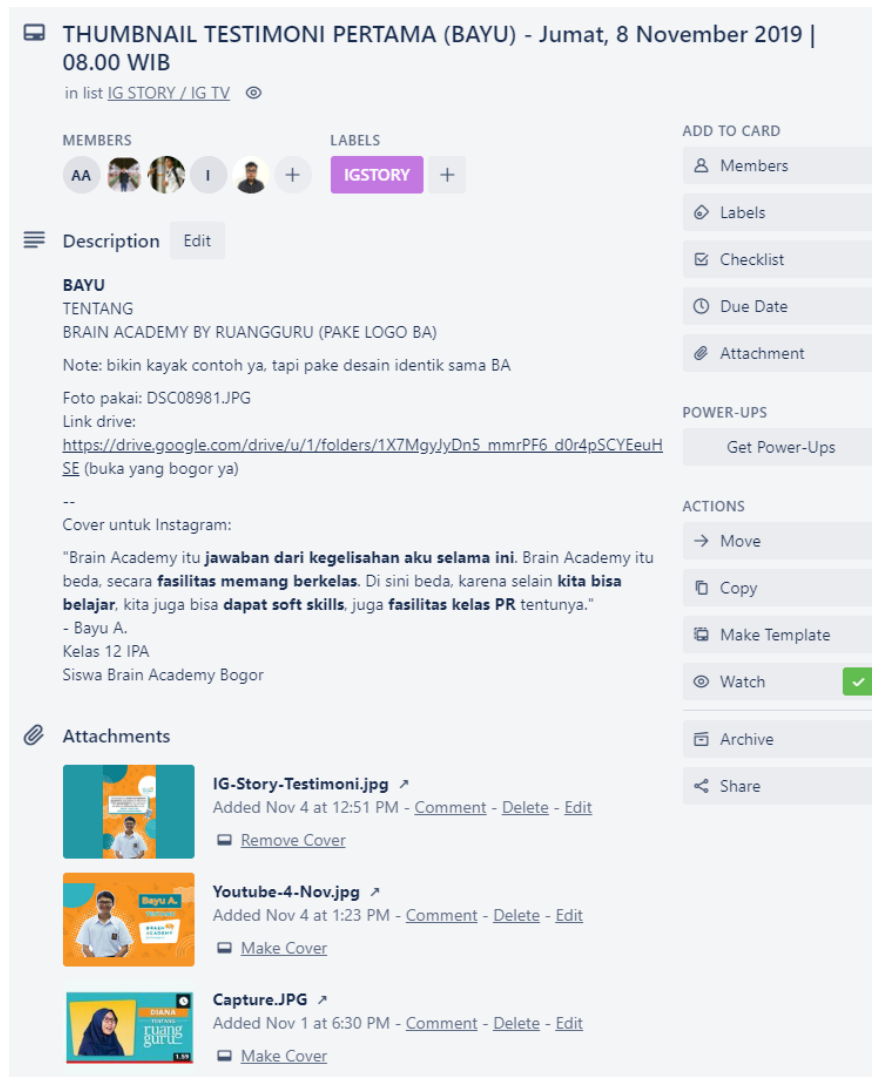 THUMBNAIL TESTIMONI PERTAMA (BAYU) - Jumat, 8 November 2019 |
08.00 WIB
in list IG STORY / IG TV
MEMBERS
LABELS
AA
I
+
IGSTORY
+
Description
Edit
BAYU
TENTANG
BRAIN ACADEMY BY RUANGGURU (PAKE LOGO BA)
Note: bikin kayak contoh ya, tapi pake desain identik sama BA
Foto pakai: DSC08981.JPG
Link drive:
https://drive.google.com/drive/u/1/folders/1X7MgyJyDn5_mmrPF6_d0r4pSCYEeuH
SE (buka yang bogor ya)
--
Cover untuk Instagram:
"Brain Academy itu jawaban dari kegelisahan aku selama ini. Brain Academy itu
beda, secara fasilitas memang berkelas. Di sini beda, karena selain kita bisa
belajar, kita juga bisa dapat soft skills, juga fasilitas kelas PR tentunya."
- Bayu A.
Kelas 12 IPA
Siswa Brain Academy Bogor
Attachments
IG-Story-Testimoni.jpg ↗
Added Nov 4 at 12:51 PM - Comment - Delete - Edit
Remove Cover
Bayu A.
BRAIN
ACADEMY
Youtube-4-Nov.jpg ↗
Added Nov 4 at 1:23 PM - Comment - Delete - Edit
Make Cover
DIANA
TENTANG
ruang
guru
1.59
Capture.JPG ↗
Added Nov 1 at 6:30 PM - Comment - Delete - Edit
Make Cover
ADD TO CARD
Members
Labels
Checklist
Due Date
Attachment
POWER-UPS
Get Power-Ups
ACTIONS
Move
Copy
Make Template
Watch
Archive
Share